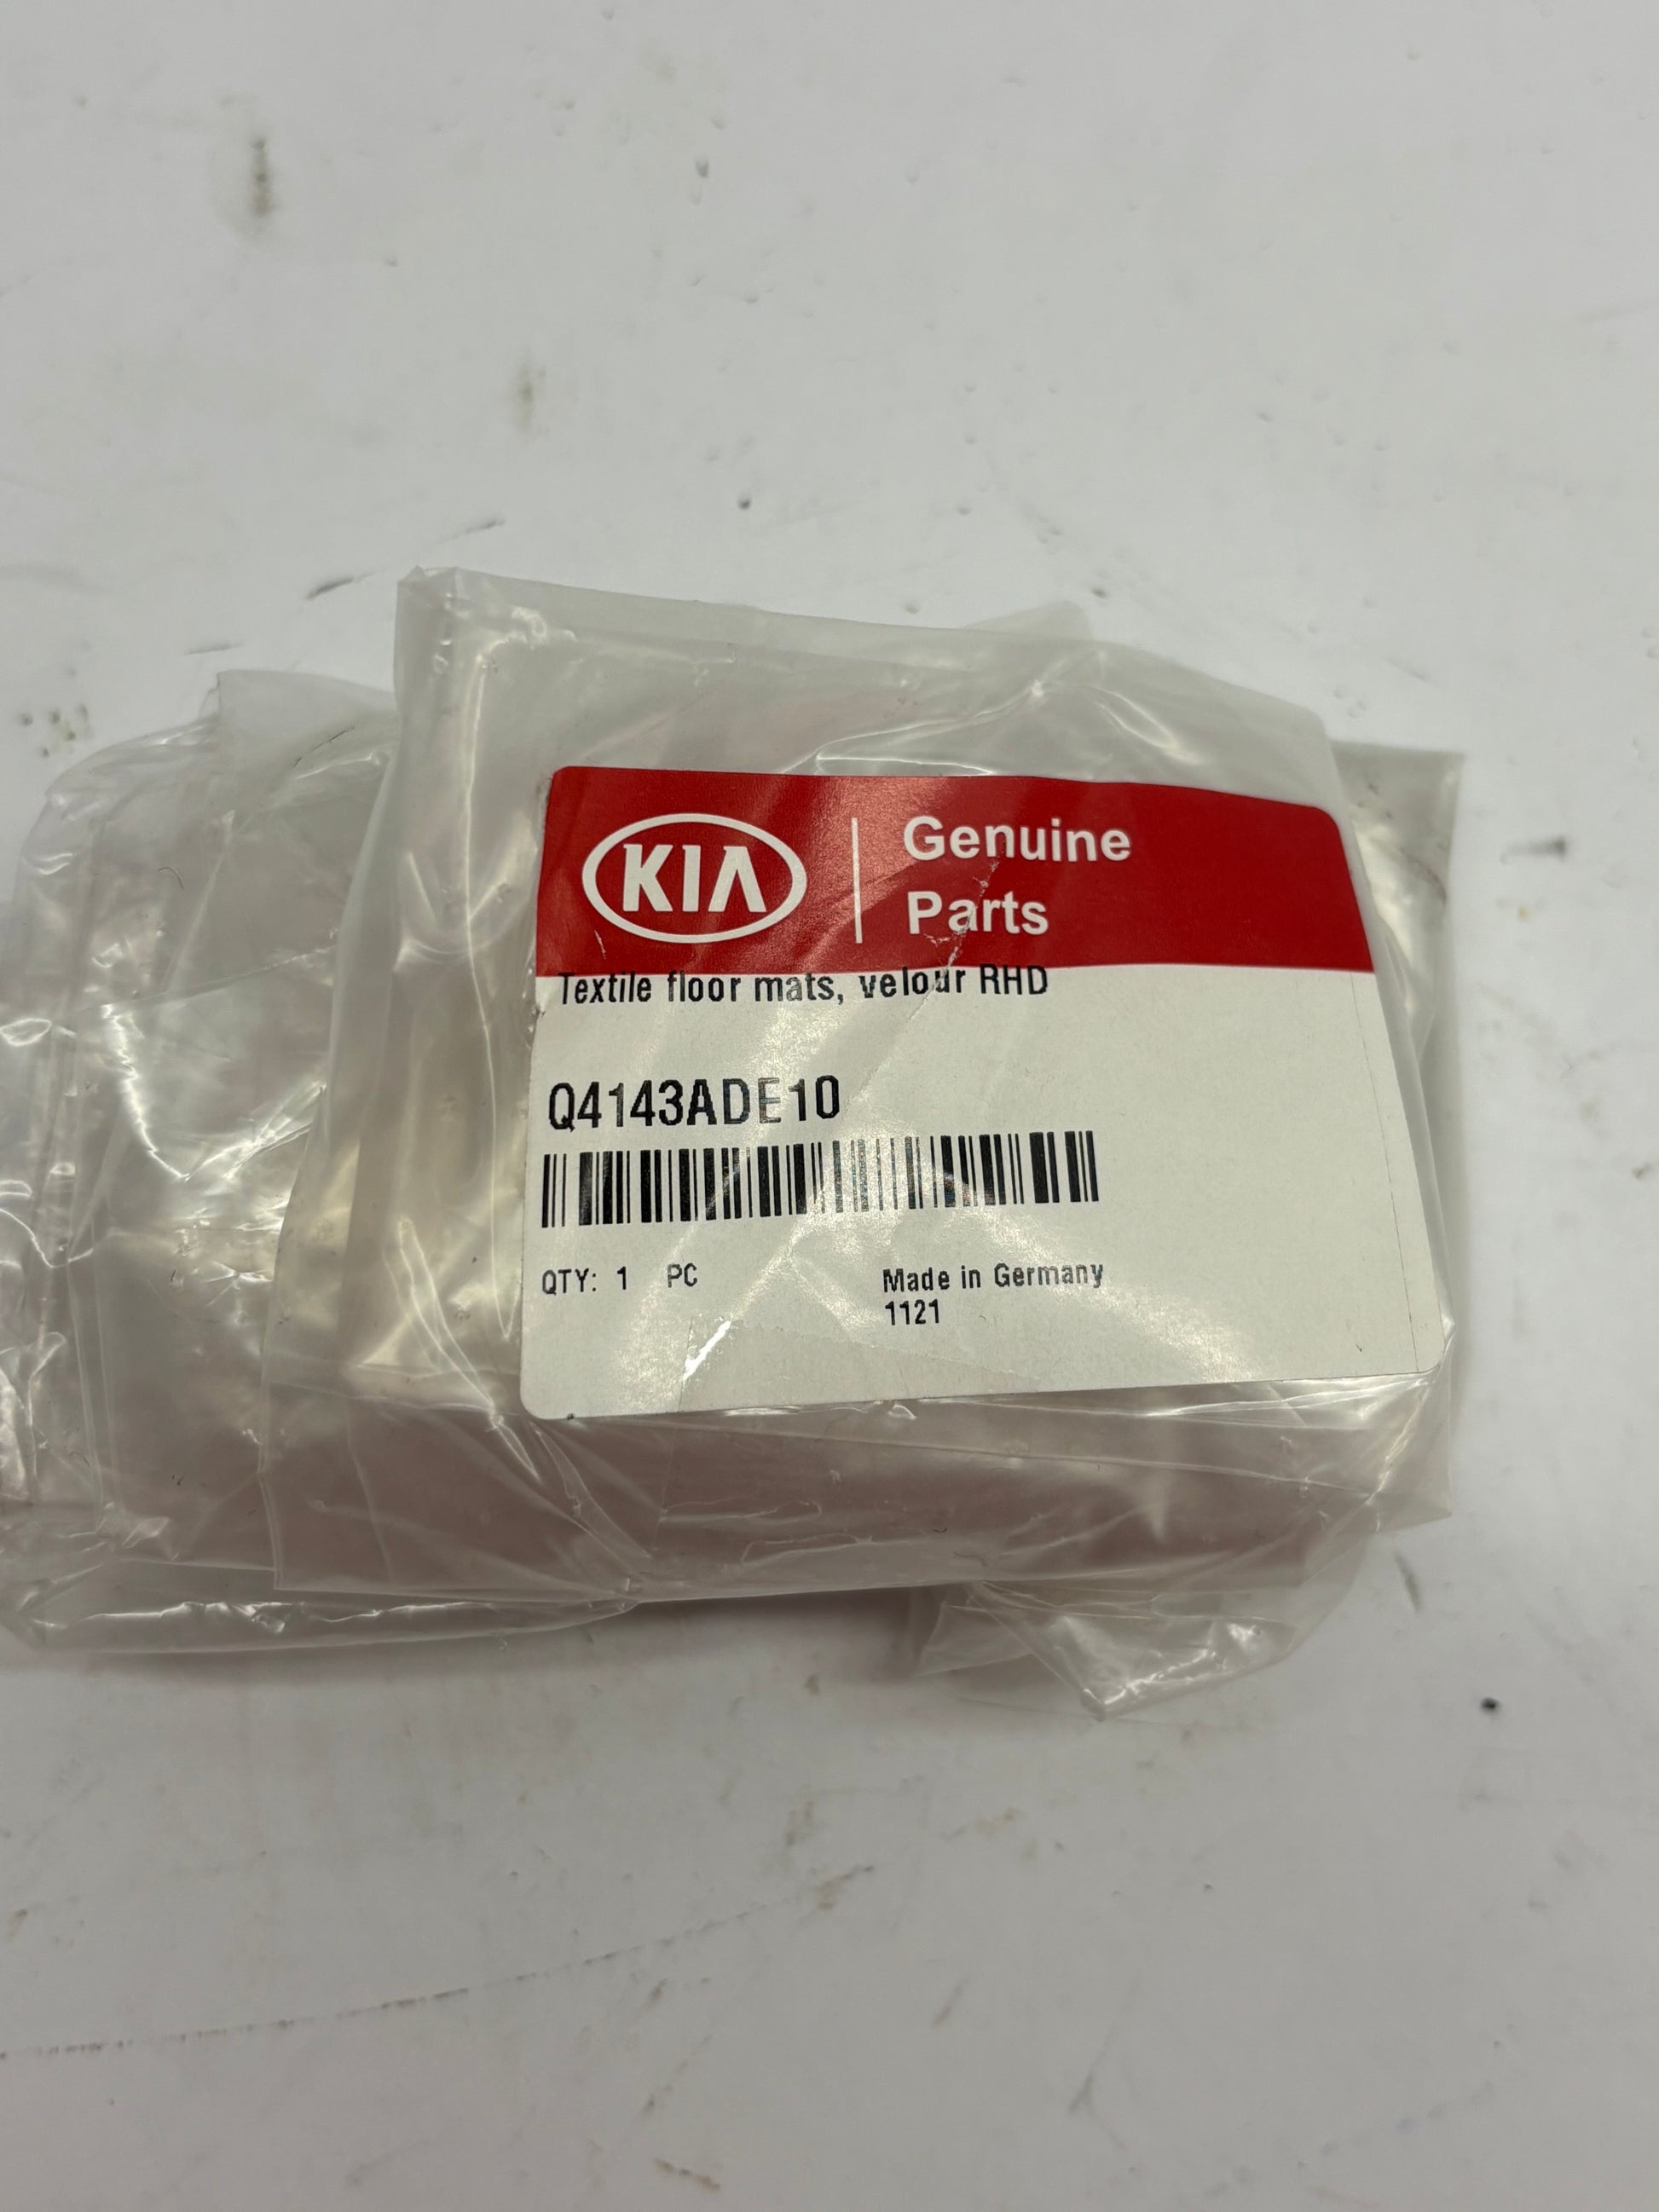 KIA
Genuine
Parts
Textile floor mats, velour RHD
Q4143ADE10
QTY: 1 PC
Made in Germany
1121